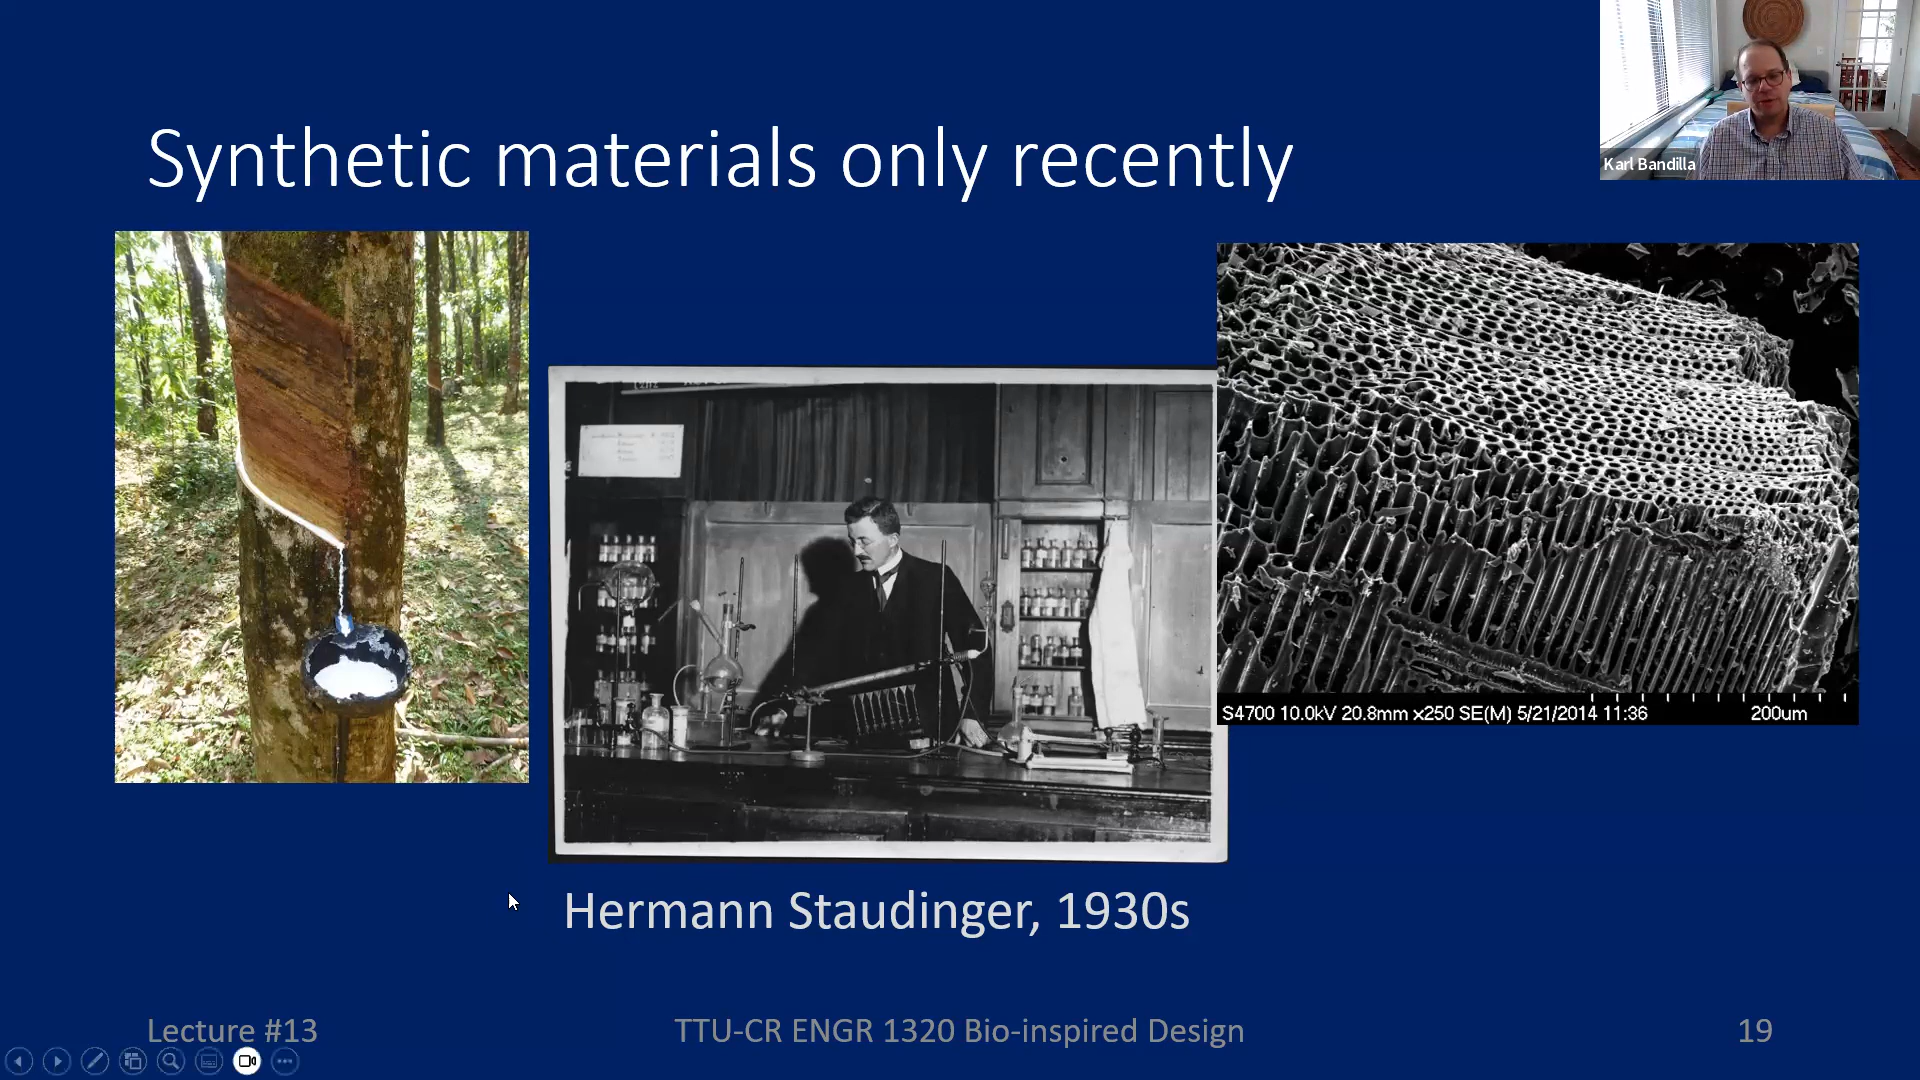 Synthetic materials only recently
Karl Bandilla
S4700 10.0kV 20.8mm x250 SE(M) 5/21/2014 11:36
200um
Hermann Staudinger, 1930s
Lecture #13
TTU-CR ENGR 1320 Bio-inspired Design
19